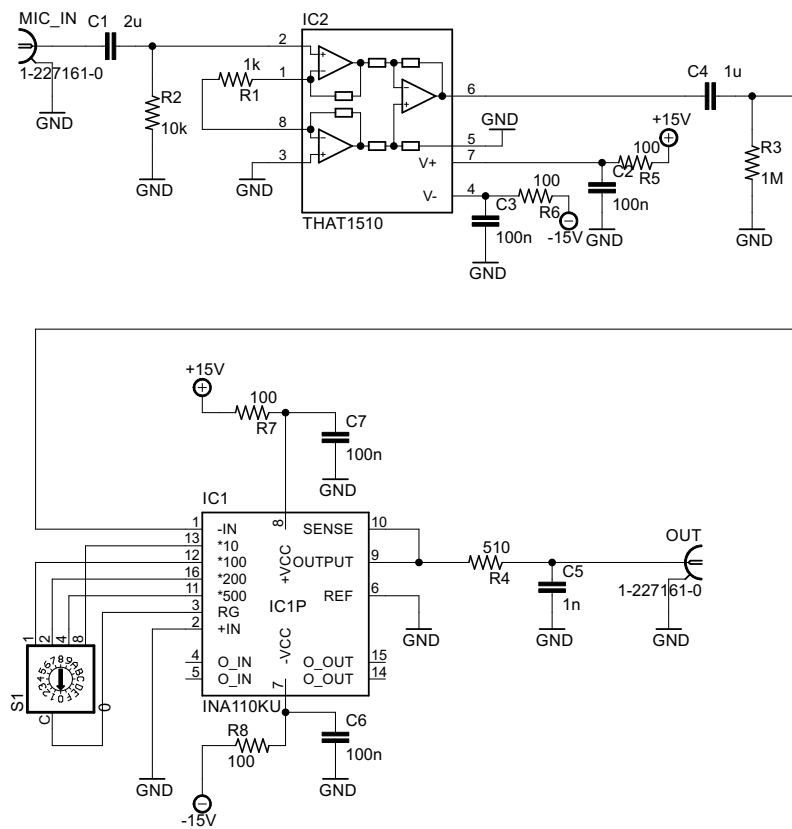 MIC_IN
C1
2u
1-227161-0
GND
R2
10k
GND
1k
R1
GND
IC2
2
1
8
3
6
5
7
4
V+
V-
THAT1510
GND
C4
1u
+15V
100
R5
C2
100n
GND
R3
1M
GND
100
R6
C3
100n
GND
-15V
+15V
100
R7
C7
100n
GND
IC1
1
13
12
16
11
3
2
4
5
-IN
*10
*100
*200
*500
RG
+IN
O_IN
O_IN
8
+VCC
IC1P
-VCC
7
SENSE
OUTPUT
REF
O_OUT
O_OUT
10
9
6
15
14
INA110KU
GND
510
R4
C5
1n
GND
OUT
1-227161-0
GND
1
2
4
8
S1
0123456789ABCDEF
C
0
GND
R8
100
-15V
C6
100n
GND